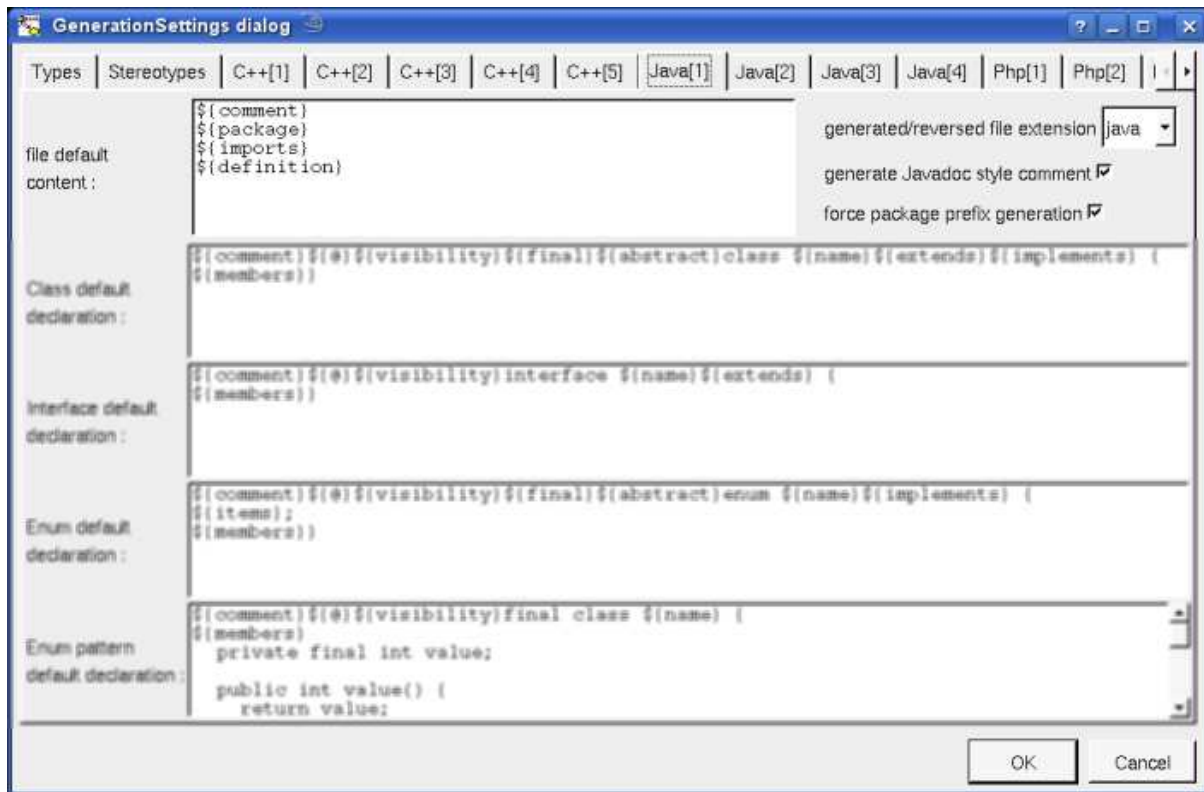 GenerationSettings dialog
Types Stereotypes C++[1] C++[2] C++[3] C++[4] C++[5] Java[1] Java[2] Java[3] Java[4] Php[1] Php[2]
file default
content :
${comment}
${package}
${imports}
${definition}
generated/reversed file extension java
generate Javadoc style comment
force package prefix generation
Class default
declaration :
${comment}${@}${visibility}${final}${abstract}class ${name}${extends}${implements} {
${members}}
Interface default
declaration :
${comment}${@}${visibility}interface ${name}${extends} {
${members}}
Enum default
declaration :
${comment}${@}${visibility}${final}${abstract}enum ${name}${implements} {
${items};
${members}}
Enum pattern
default declaration :
${comment}${@}${visibility}final class ${name} {
${members}
private final int value;
public int value() {
return value;
OK Cancel